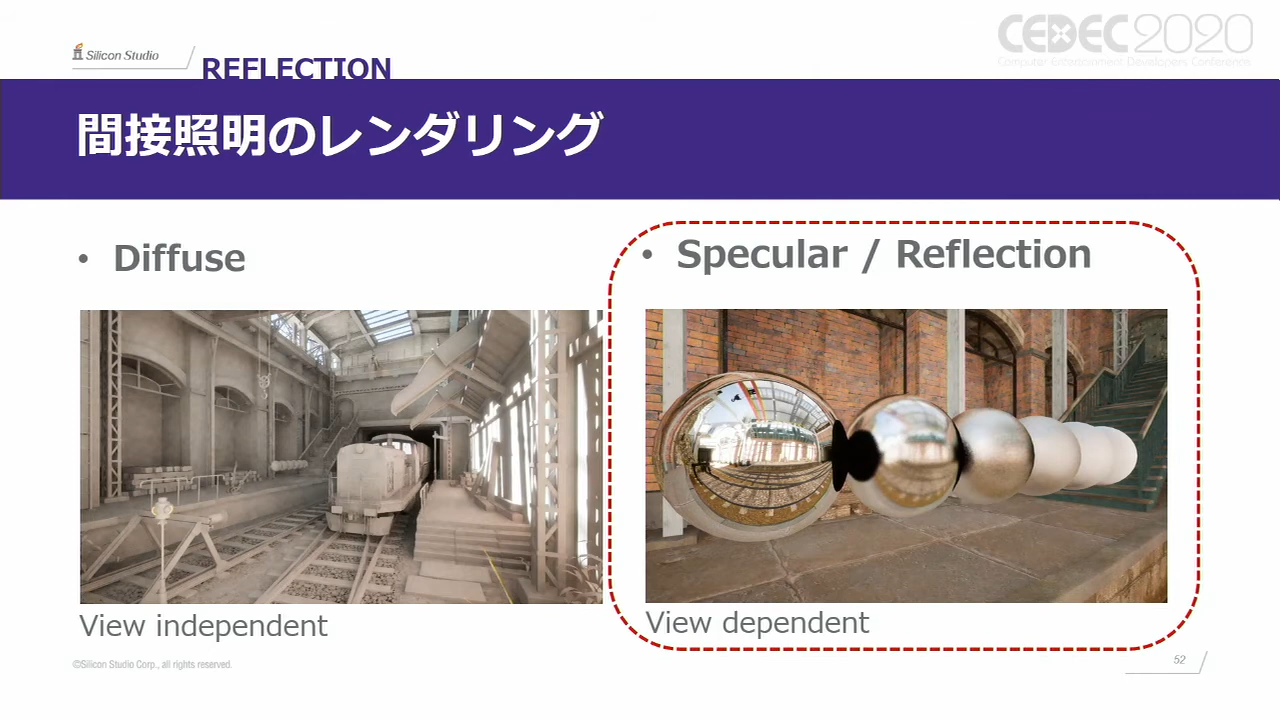 Silicon Studio
REFLECTION
CEDEC2020
Computer Entertainment Developers Conference
間接照明のレンダリング
• Diffuse
• Specular / Reflection
View independent
View dependent
©Silicon Studio Corp., all rights reserved.
52